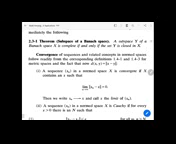 mediately the following.
2.3-1 Theorem (Subspace of a Banach space). A subspace Y of a
Banach space X is complete if and only if the set Y is closed in X.
Convergence of sequences and related concepts in normed spaces
follow readily from the corresponding definitions 1.4-1 and 1.4-3 for
metric spaces and the fact that now d(x, y)=‖x−y‖:
(i) A sequence (xₙ) in a normed space X is convergent if X
contains an x such that
lim ‖xₙ − x‖ = 0.
Then we write xₙ → x and call x the limit of (xₙ).
(ii) A sequence (xₙ) in a normed space X is Cauchy if for every
ε>0 there is an N such that